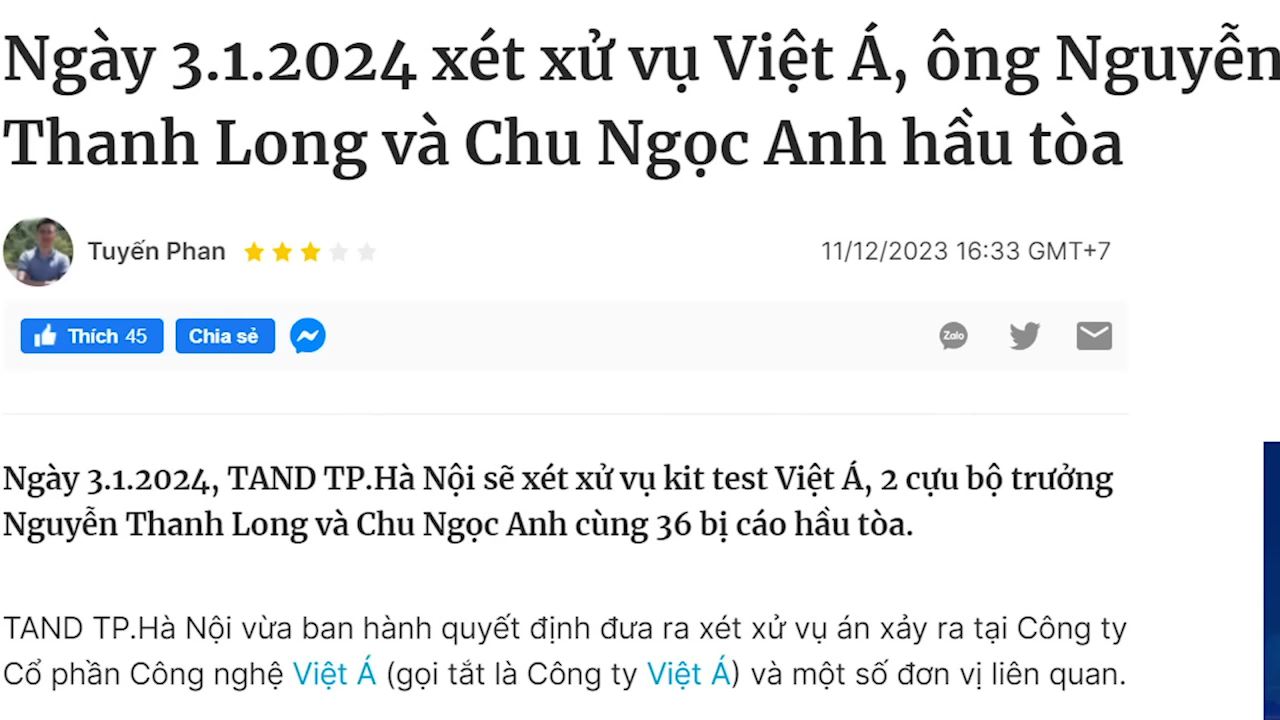 Ngày 3.1.2024 xét xử vụ Việt Á, ông Nguyễn
Thanh Long và Chu Ngọc Anh hầu tòa
Tuyến Phan
11/12/2023 16:33 GMT+7
Thích 45
Chia sẻ
Zalo
Ngày 3.1.2024, TAND TP.Hà Nội sẽ xét xử vụ kit test Việt Á, 2 cựu bộ trưởng
Nguyễn Thanh Long và Chu Ngọc Anh cùng 36 bị cáo hầu tòa.
TAND TP.Hà Nội vừa ban hành quyết định đưa ra xét xử vụ án xảy ra tại Công ty
Cổ phần Công nghệ Việt Á (gọi tắt là Công ty Việt Á) và một số đơn vị liên quan.